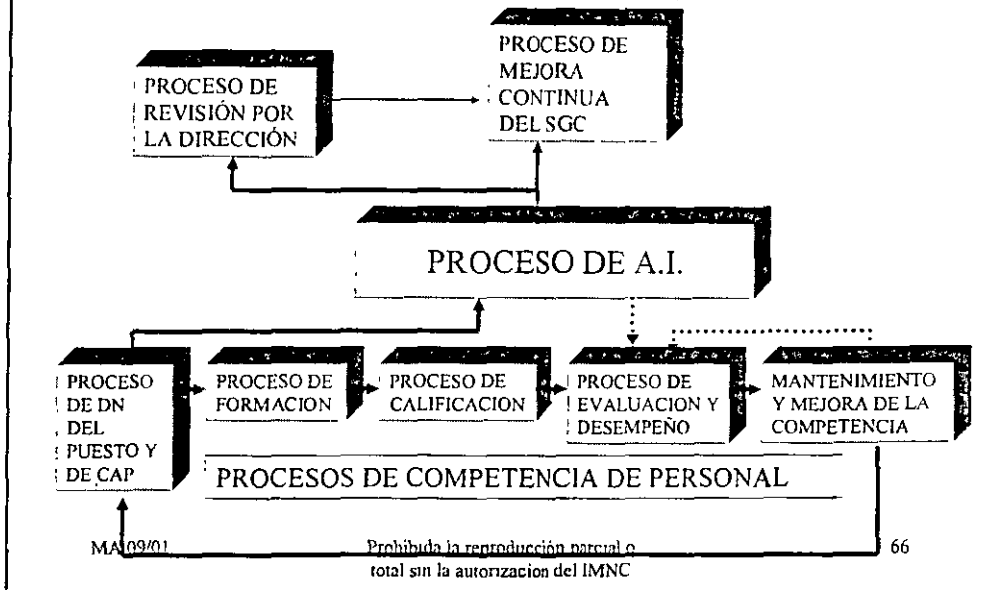 PROCESO DE
REVISIÓN POR
LA DIRECCIÓN
PROCESO DE
MEJORA
CONTINUA
DEL SGC
PROCESO DE A.I.
PROCESO
DE DN
DEL
PUESTO Y
DE CAP
PROCESO DE
FORMACION
PROCESO DE
CALIFICACION
PROCESO DE
EVALUACION Y
DESEMPEÑO
MANTENIMIENTO
Y MEJORA DE LA
COMPETENCIA
PROCESOS DE COMPETENCIA DE PERSONAL
MA 09/01
Prohibida la reproducción parcial o
total sin la autorizacion del IMNC
66